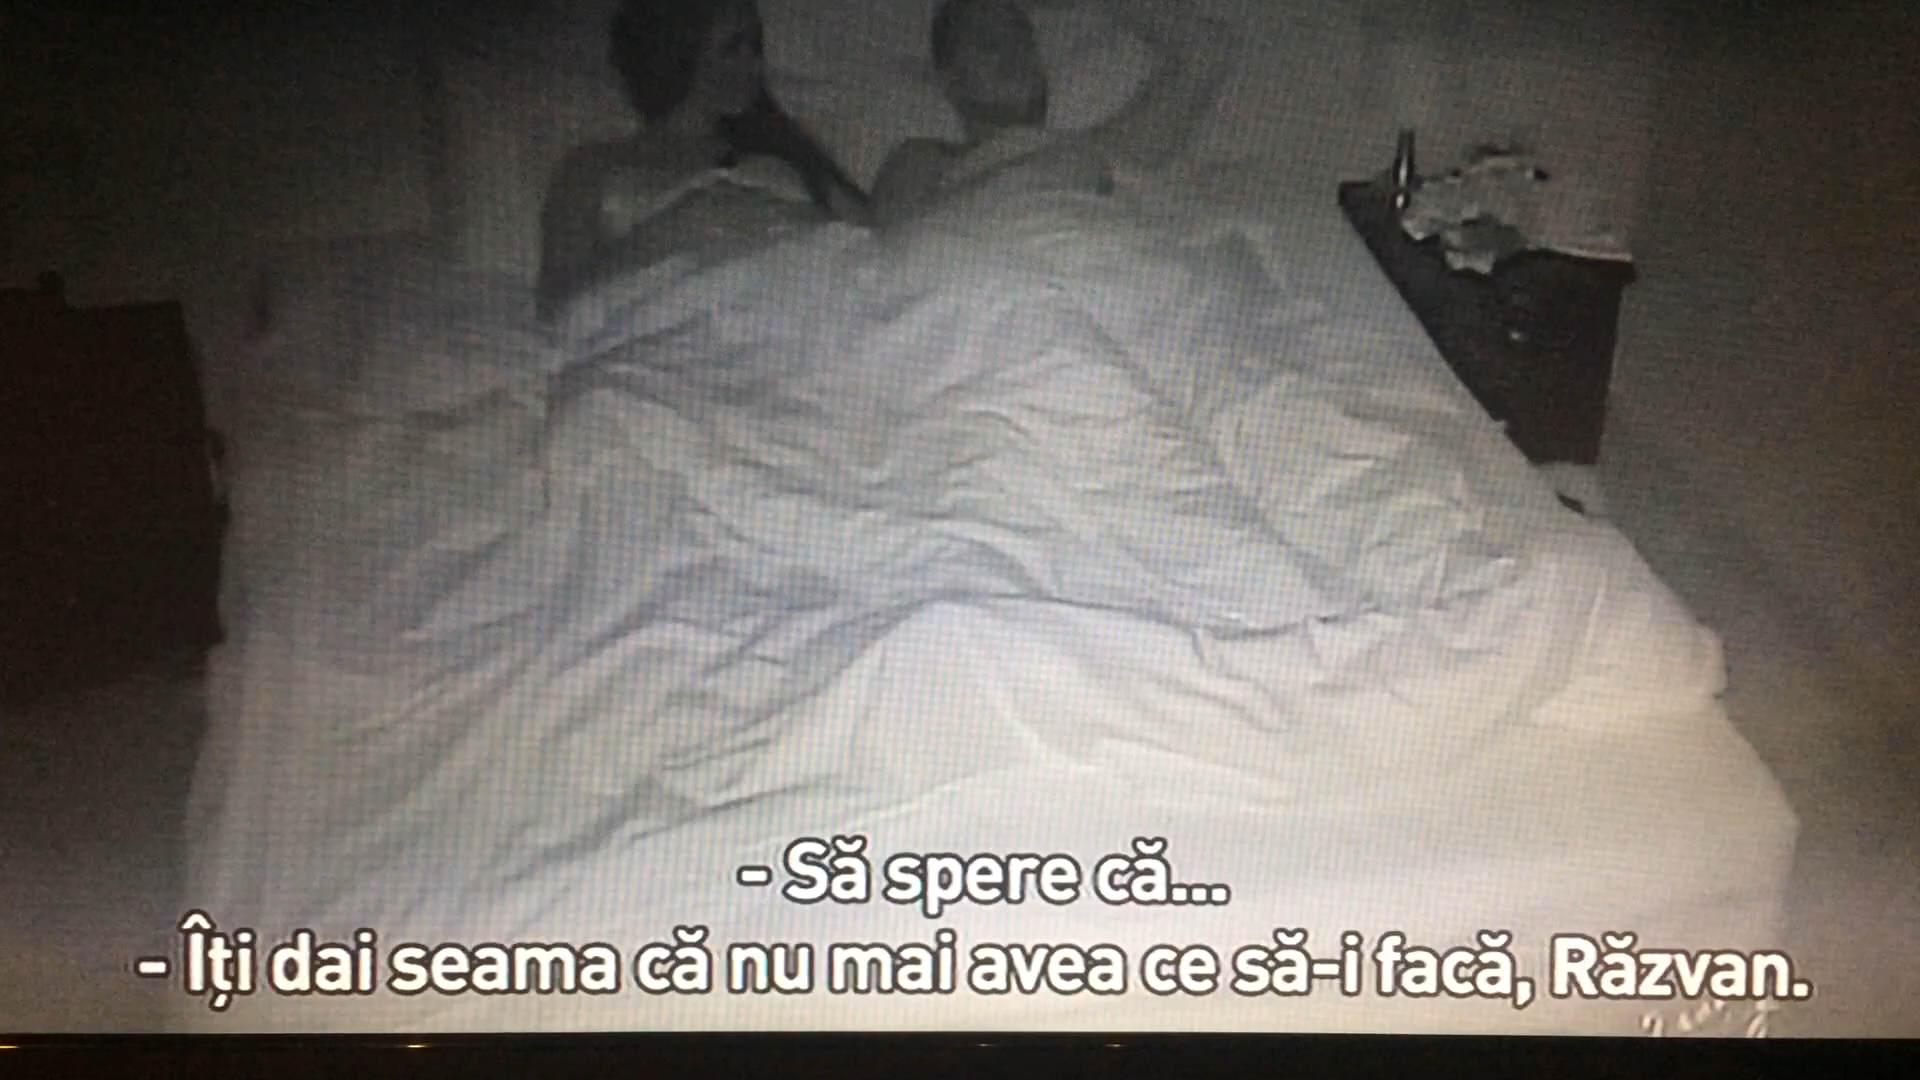 - Să spere că...
- Îți dai seama că nu mai avea ce să-i facă, Răzvan.